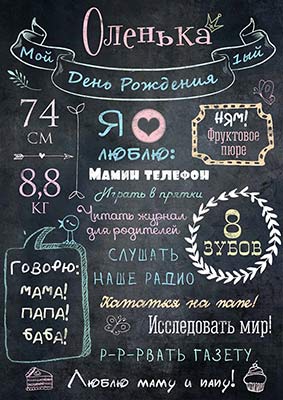 Оленька
Мой 1ый
День Рождения
74
см
8,8
кг
Я
люблю:
ням!
Фруктовое
пюре
Мамин телефон
Играть в прятки
Читать журнал
для родителей
Слушать
наше радио
8
зубов
Говорю:
мама!
папа!
баба!
Кататься на папе!
Исследовать мир!
Р-р-рвать газету
Люблю маму и папу!